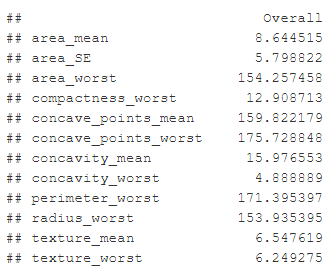 ## Overall
## area_mean 8.644515
## area_SE 5.798822
## area_worst 154.257458
## compactness_worst 12.908713
## concave_points_mean 159.822179
## concave_points_worst 175.728848
## concavity_mean 15.976553
## concavity_worst 4.888889
## perimeter_worst 171.395397
## radius_worst 153.935395
## texture_mean 6.547619
## texture_worst 6.249275